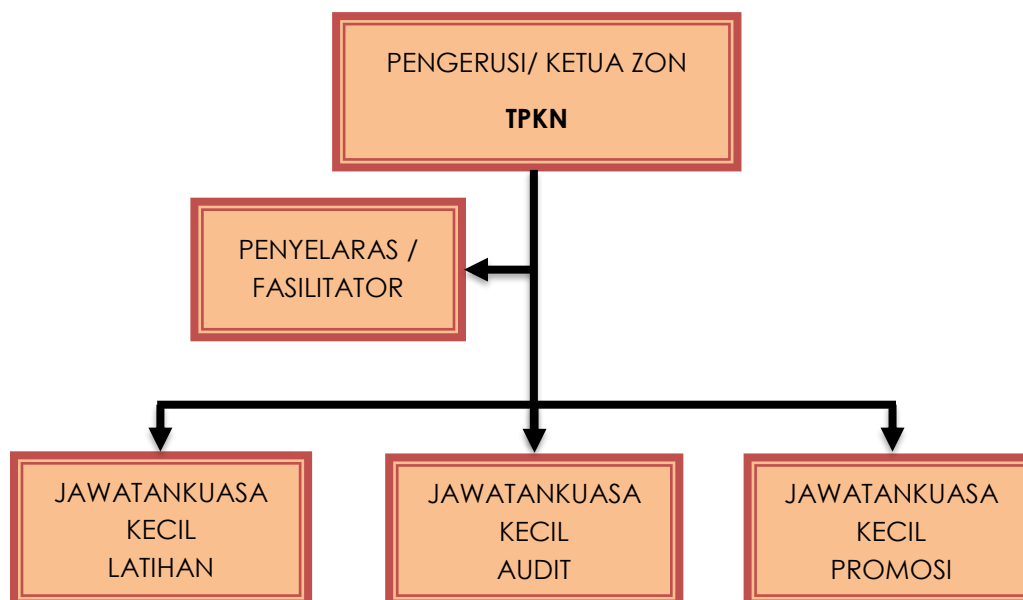 PENGERUSI/ KETUA ZON
TPKN
PENYELARAS /
FASILITATOR
JAWATANKUASA
KECIL
LATIHAN
JAWATANKUASA
KECIL
AUDIT
JAWATANKUASA
KECIL
PROMOSI